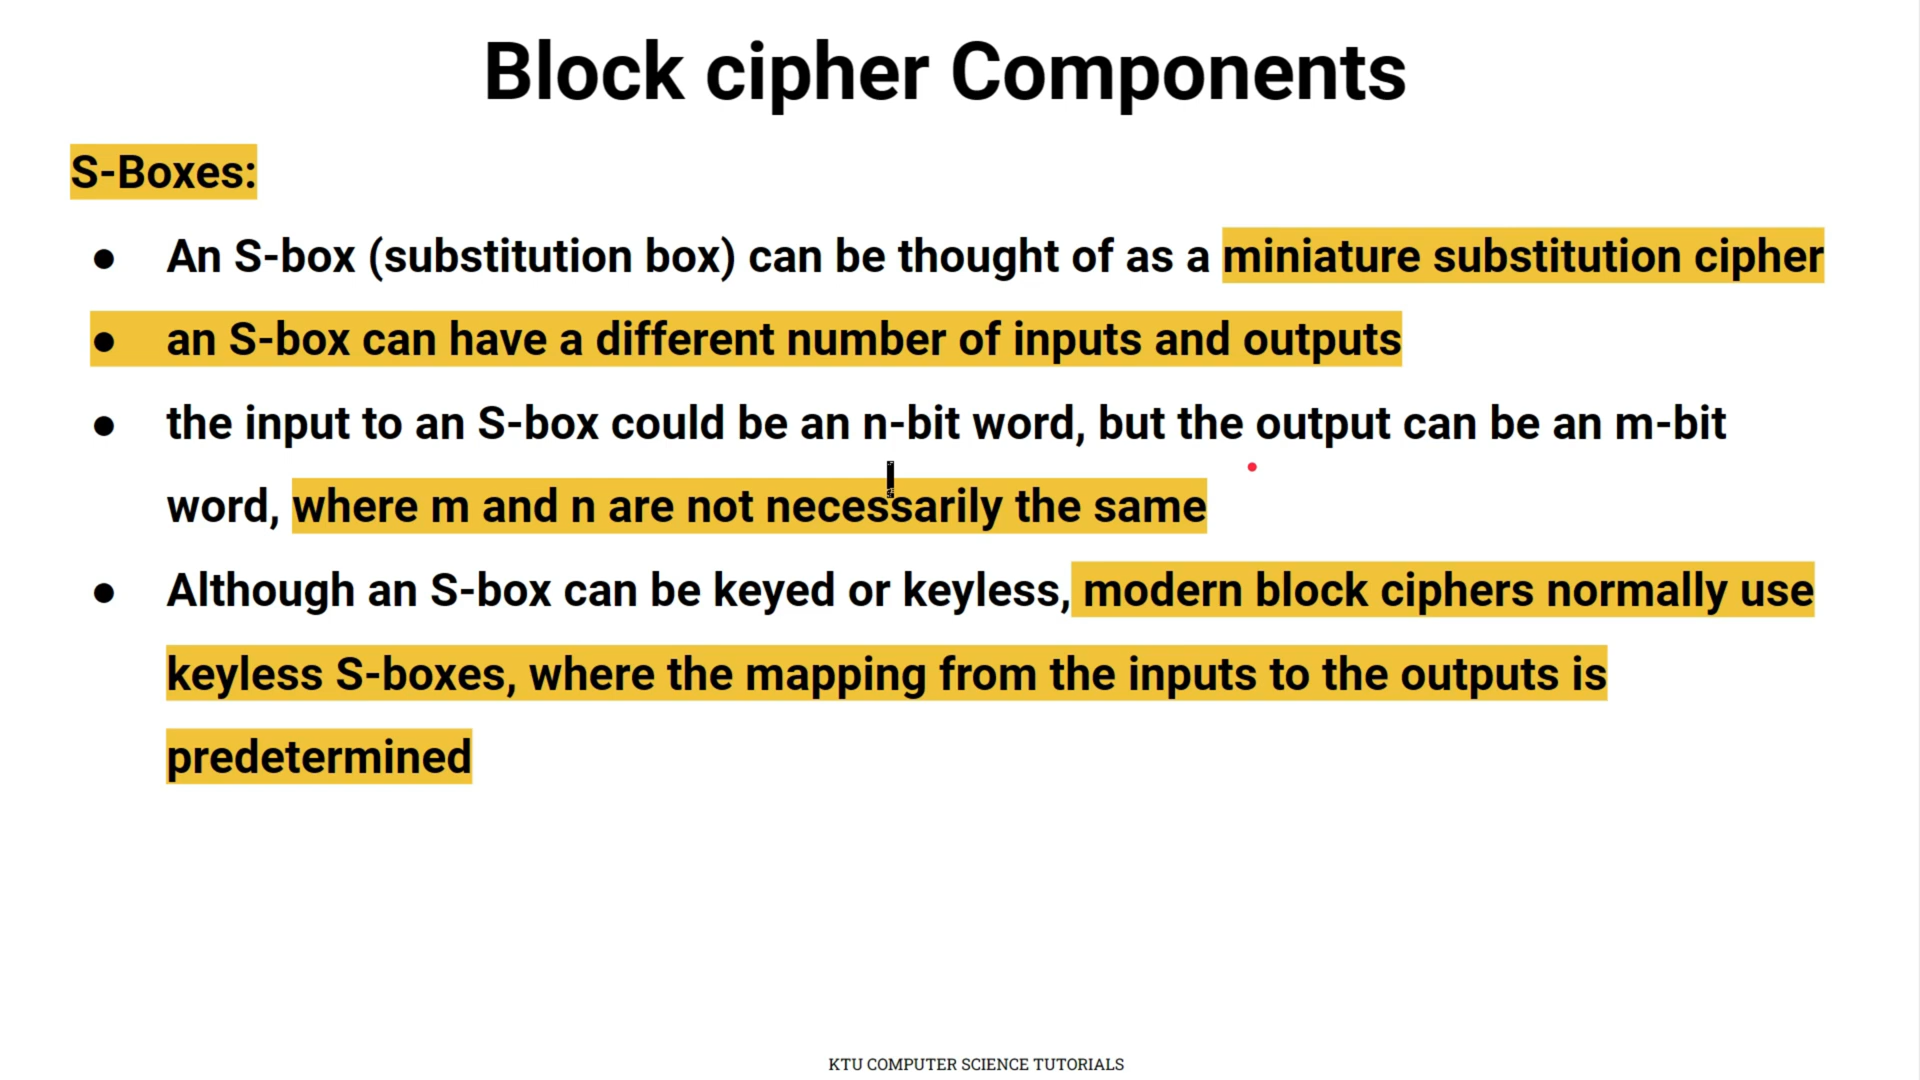 Block cipher Components
S-Boxes:
● An S-box (substitution box) can be thought of as a miniature substitution cipher
● an S-box can have a different number of inputs and outputs
● the input to an S-box could be an n-bit word, but the output can be an m-bit
word, where m and n are not necessarily the same
● Although an S-box can be keyed or keyless, modern block ciphers normally use
keyless S-boxes, where the mapping from the inputs to the outputs is
predetermined
KTU COMPUTER SCIENCE TUTORIALS